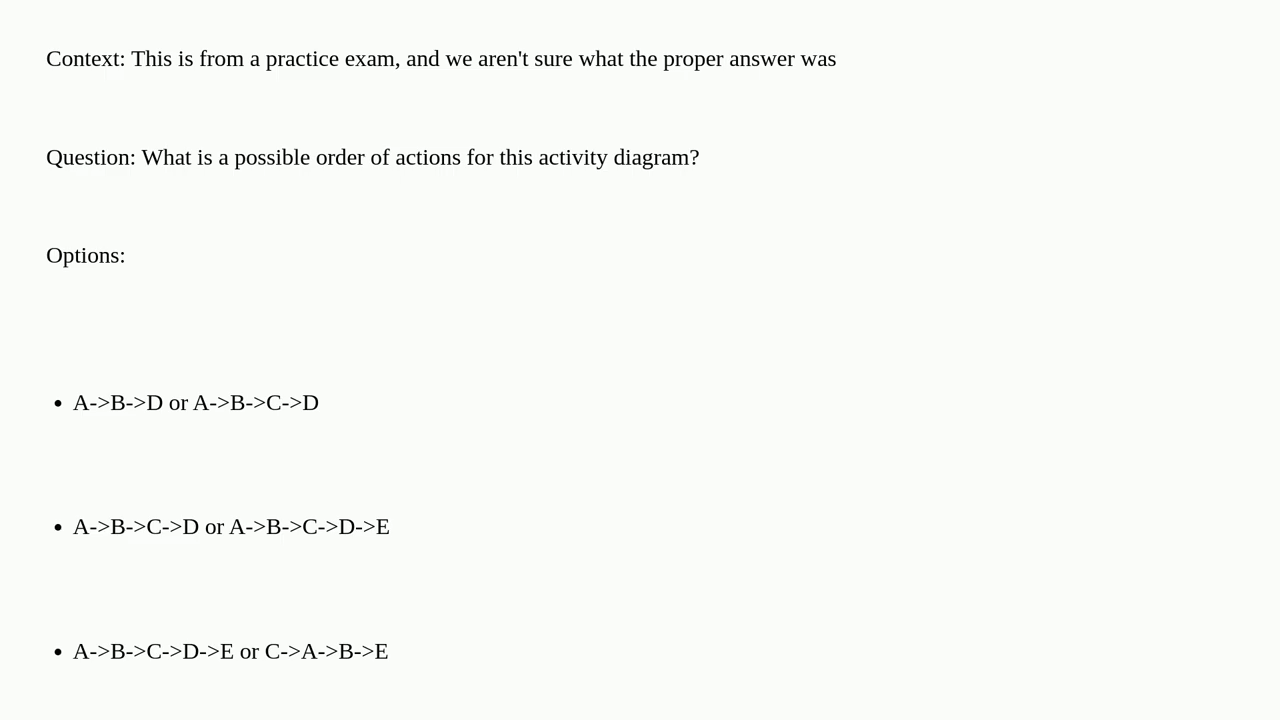 Context: This is from a practice exam, and we aren't sure what the proper answer was
Question: What is a possible order of actions for this activity diagram?
Options:
• A->B->D or A->B->C->D
• A->B->C->D or A->B->C->D->E
• A->B->C->D->E or C->A->B->E